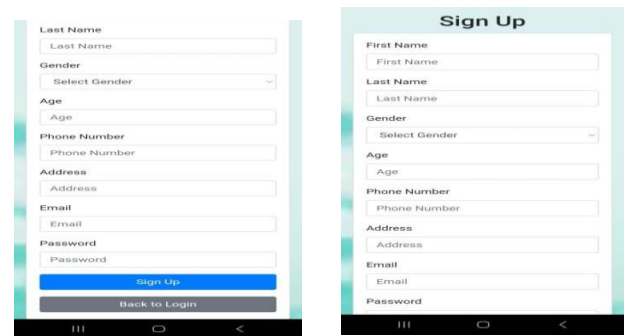 Last Name
Last Name
Gender
Select Gender
Age
Age
Phone Number
Phone Number
Address
Address
Email
Email
Password
Password
Sign Up
Back to Login
Sign Up
First Name
First Name
Last Name
Last Name
Gender
Select Gender
Age
Age
Phone Number
Phone Number
Address
Address
Email
Email
Password